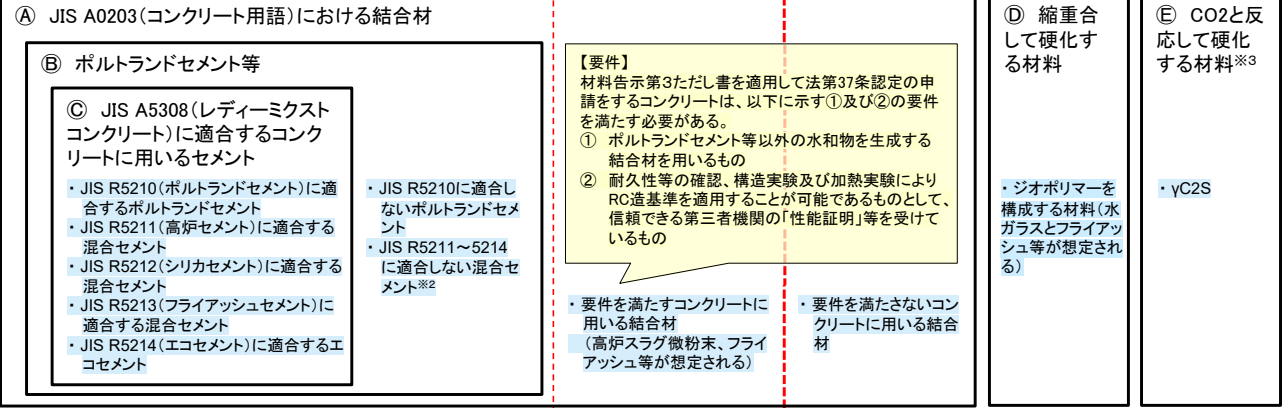 Ⓐ JIS A0203（コンクリート用語）における結合材
Ⓑ ポルトランドセメント等
Ⓒ JIS A5308（レディーミクスト
コンクリート）に適合するコンク
リートに用いるセメント
・JIS R5210（ポルトランドセメント）に適
合するポルトランドセメント
・JIS R5211（高炉セメント）に適合する
混合セメント
・JIS R5212（シリカセメント）に適合する
混合セメント
・JIS R5213（フライアッシュセメント）に
適合する混合セメント
・JIS R5214（エコセメント）に適合するエ
コセメント
・JIS R5210に適合し
ないポルトランドセメ
ント
・JIS R5211～5214
に適合しない混合セ
メント※2
【要件】
材料告示第３ただし書を適用して法第37条認定の申
請をするコンクリートは、以下に示す①及び②の要件
を満たす必要がある。
① ポルトランドセメント等以外の水和物を生成する
結合材を用いるもの
② 耐久性等の確認、構造実験及び加熱実験により
RC造基準を適用することが可能であるものとして、
信頼できる第三者機関の「性能証明」等を受けて
いるもの
・要件を満たすコンクリートに
用いる結合材
（高炉スラグ微粉末、フライ
アッシュ等が想定される）
・要件を満たさないコン
クリートに用いる結合
材
Ⓓ 縮重合
して硬化す
る材料
・ジオポリマーを
構成する材料（水
ガラスとフライアッ
シュ等が想定され
る）
Ⓔ CO2と反
応して硬化
する材料※3
・γC2S